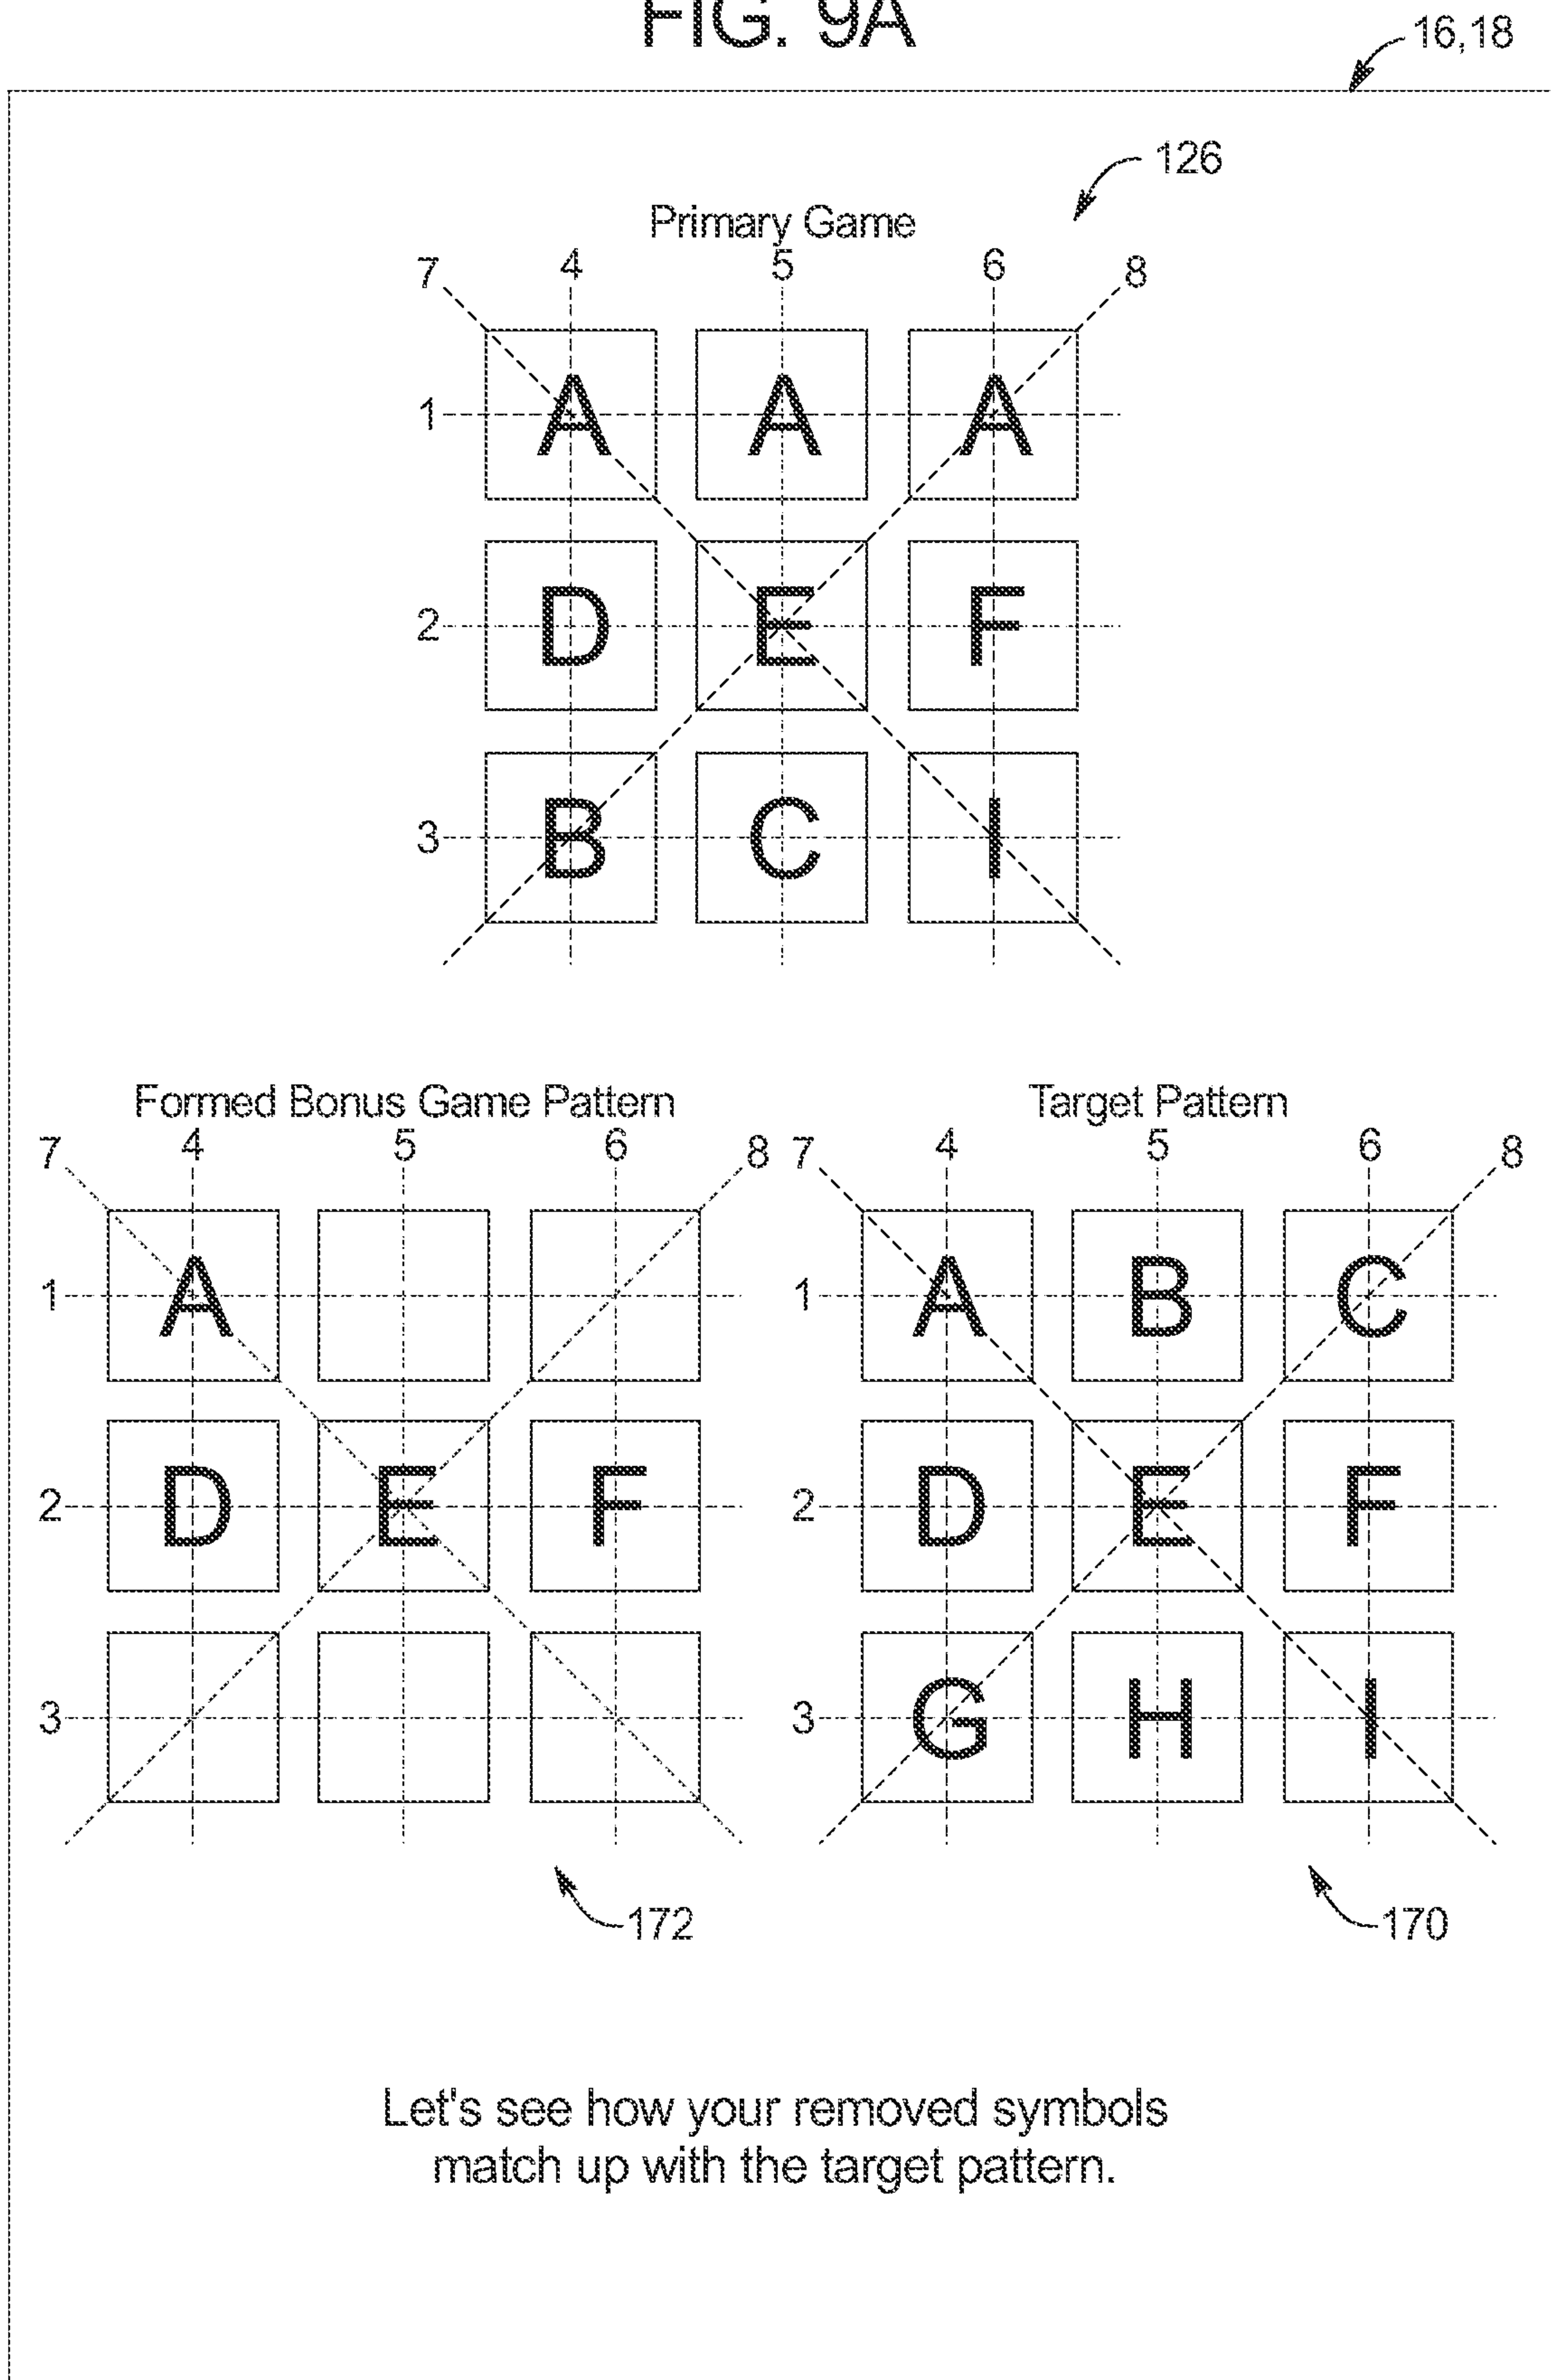 FIG. 9A
16,18
126
Primary Game
7 4 5 6 8
1 A A A
2 D E F
3 B C I
Formed Bonus Game Pattern
7 4 5 6 8
1 A
2 D E F
3
172
Target Pattern
7 4 5 6 8
1 A B C
2 D E F
3 G H I
170
Let's see how your removed symbols
match up with the target pattern.